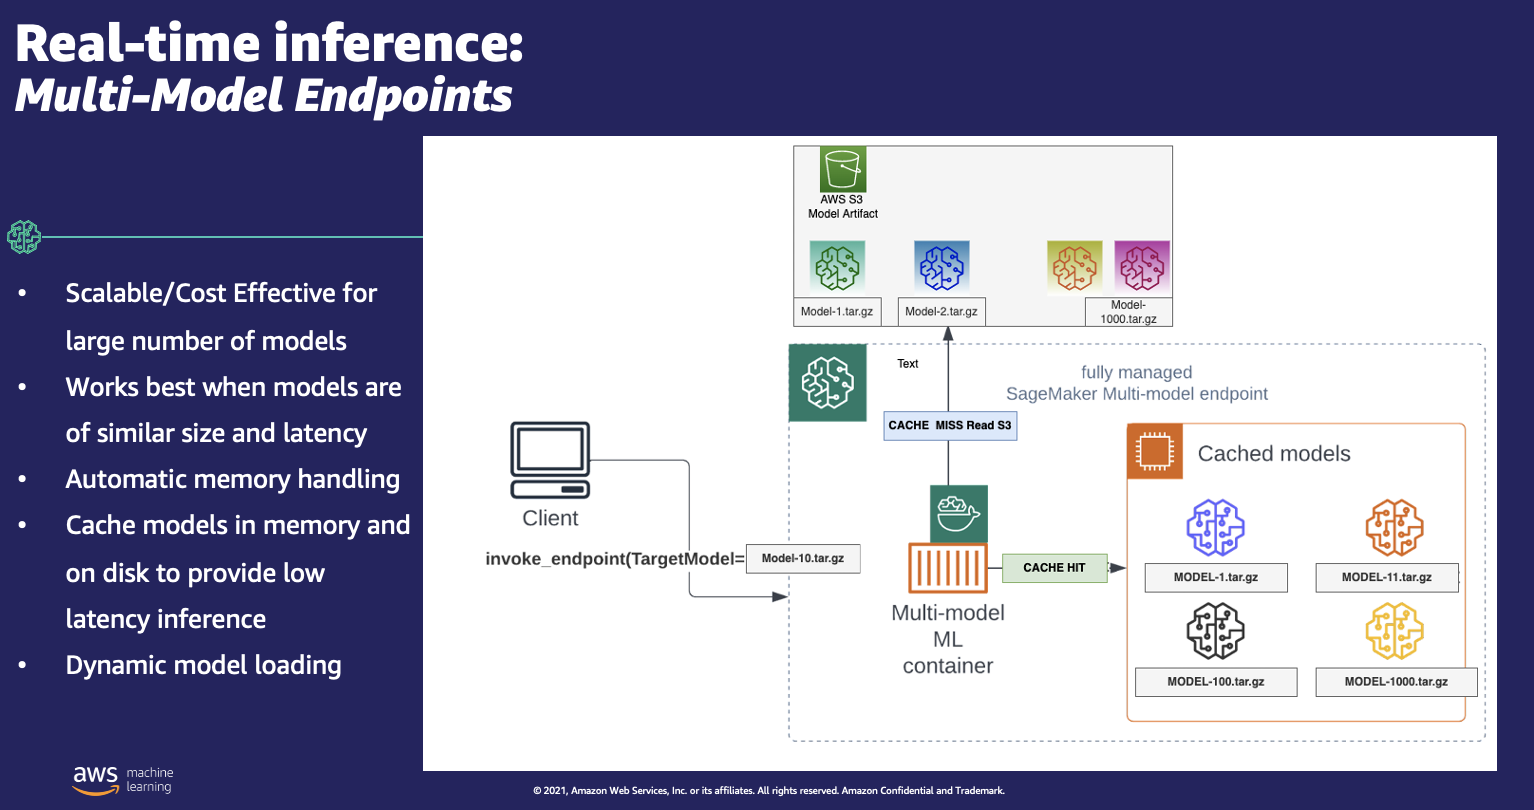 Real-time inference:
Multi-Model Endpoints
• Scalable/Cost Effective for
large number of models
• Works best when models are
of similar size and latency
• Automatic memory handling
• Cache models in memory and
on disk to provide low
latency inference
• Dynamic model loading
AWS S3
Model Artifact
Model-1.tar.gz
Model-2.tar.gz
Model-
1000.tar.gz
Text
fully managed
SageMaker Multi-model endpoint
CACHE MISS Read S3
Client
invoke_endpoint(TargetModel=
Model-10.tar.gz
CACHE HIT
Multi-model
ML
container
Cached models
MODEL-1.tar.gz
MODEL-11.tar.gz
MODEL-100.tar.gz
MODEL-1000.tar.gz
aws machine
learning
© 2021, Amazon Web Services, Inc. or its affiliates. All rights reserved. Amazon Confidential and Trademark.